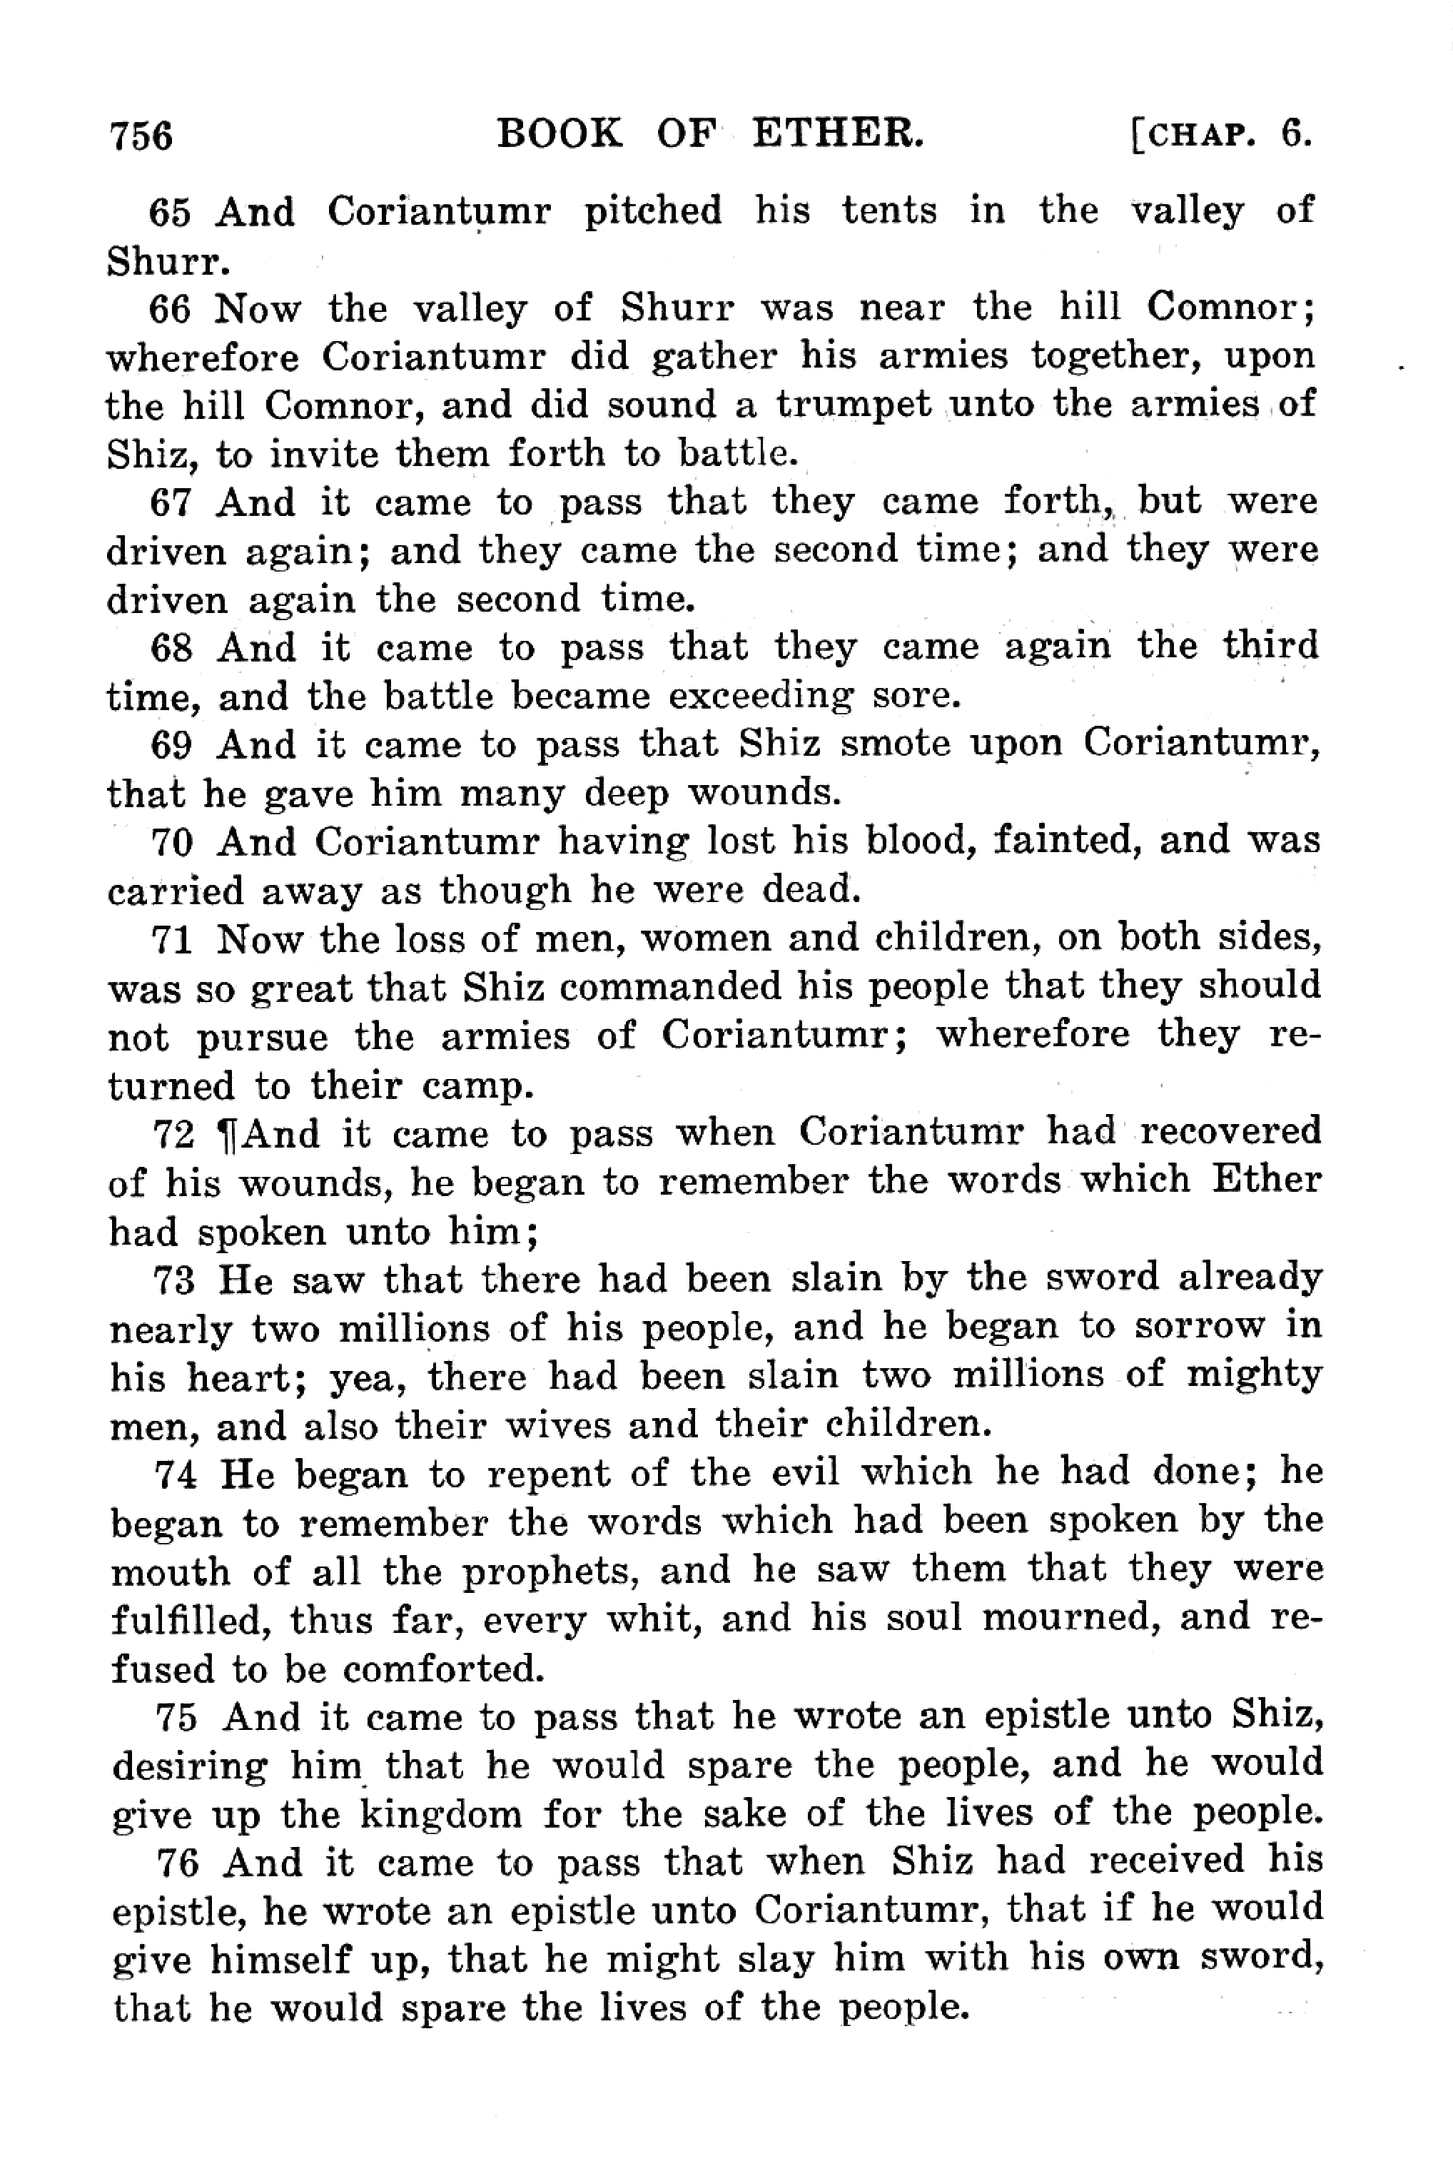 756 BOOK OF ETHER. [CHAP. 6.
65 And Coriantumr pitched his tents in the valley of
Shurr.
66 Now the valley of Shurr was near the hill Comnor;
wherefore Coriantumr did gather his armies together, upon
the hill Comnor, and did sound a trumpet unto the armies of
Shiz, to invite them forth to battle.
67 And it came to pass that they came forth, but were
driven again; and they came the second time; and they were
driven again the second time.
68 And it came to pass that they came again the third
time, and the battle became exceeding sore.
69 And it came to pass that Shiz smote upon Coriantumr,
that he gave him many deep wounds.
70 And Coriantumr having lost his blood, fainted, and was
carried away as though he were dead.
71 Now the loss of men, women and children, on both sides,
was so great that Shiz commanded his people that they should
not pursue the armies of Coriantumr; wherefore they re-
turned to their camp.
72 ¶And it came to pass when Coriantumr had recovered
of his wounds, he began to remember the words which Ether
had spoken unto him;
73 He saw that there had been slain by the sword already
nearly two millions of his people, and he began to sorrow in
his heart; yea, there had been slain two millions of mighty
men, and also their wives and their children.
74 He began to repent of the evil which he had done; he
began to remember the words which had been spoken by the
mouth of all the prophets, and he saw them that they were
fulfilled, thus far, every whit, and his soul mourned, and re-
fused to be comforted.
75 And it came to pass that he wrote an epistle unto Shiz,
desiring him that he would spare the people, and he would
give up the kingdom for the sake of the lives of the people.
76 And it came to pass that when Shiz had received his
epistle, he wrote an epistle unto Coriantumr, that if he would
give himself up, that he might slay him with his own sword,
that he would spare the lives of the people.